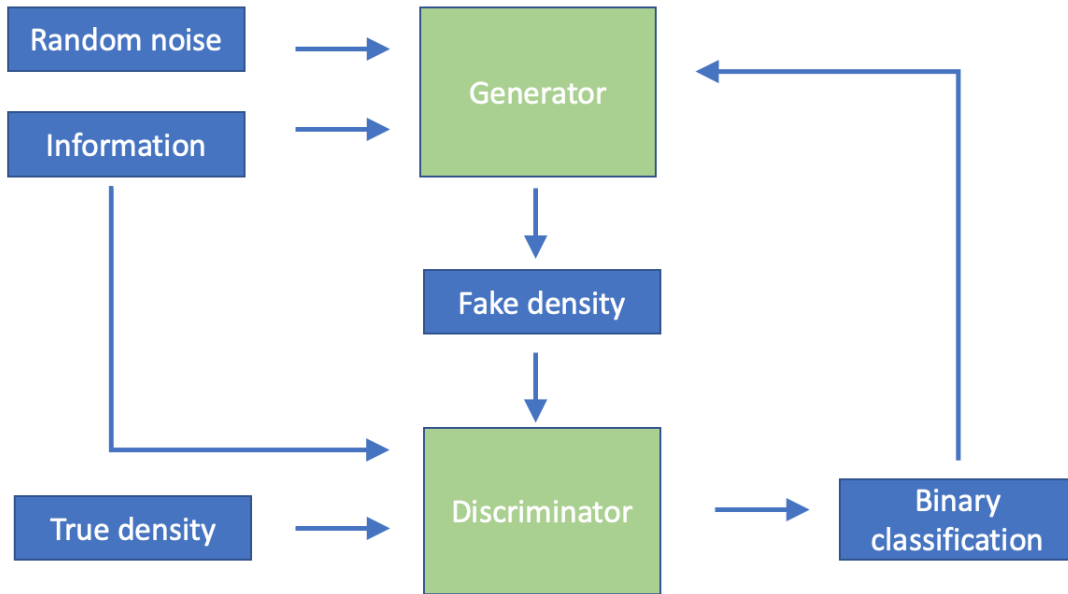 Random noise
Generator
Information
Fake density
Discriminator
True density
Binary
classification